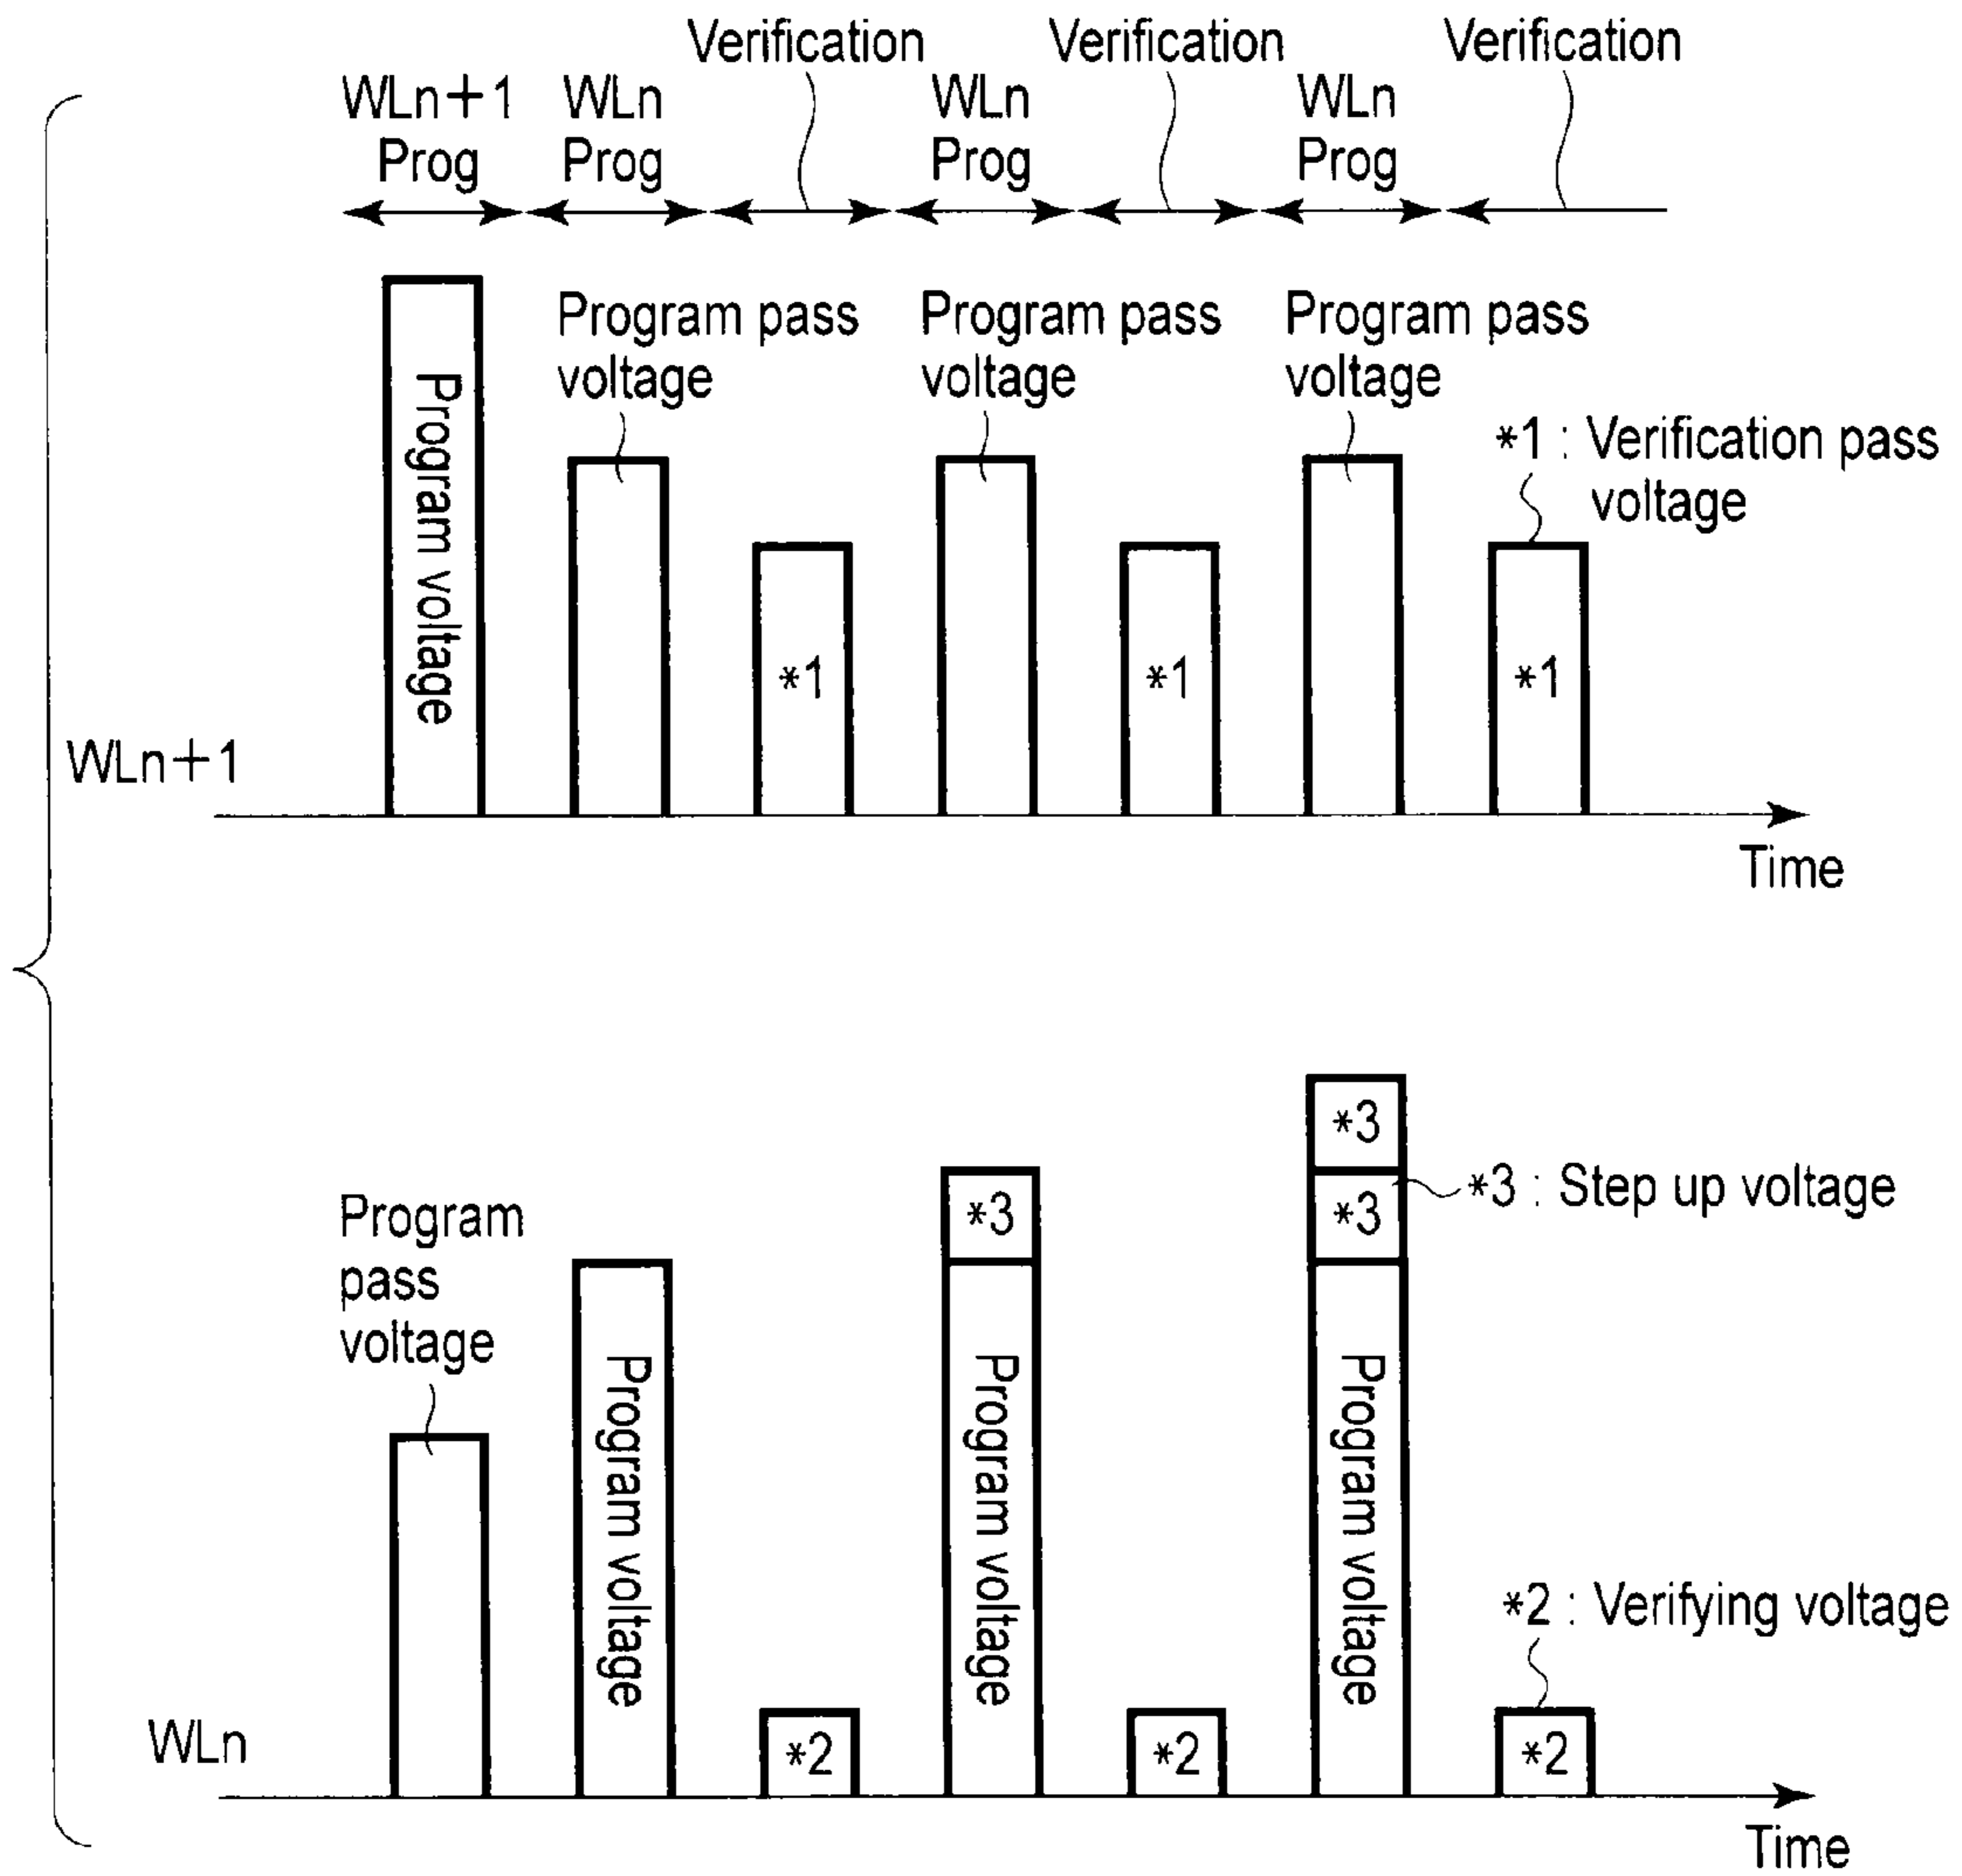 Verification Verification Verification
WLn+1 WLn WLn WLn
Prog Prog Prog Prog
Program pass Program pass Program pass
voltage voltage voltage
*1 : Verification pass
voltage
Program voltage
*1 *1 *1
WLn+1
Time
*3
*3 *3 *3 : Step up voltage
Program
pass
voltage
Program voltage Program voltage Program voltage
*2 : Verifying voltage
WLn
*2 *2 *2
Time